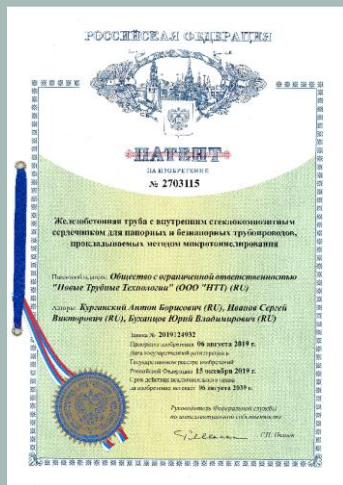 РОССИЙСКАЯ ФЕДЕРАЦИЯ
ПАТЕНТ
НА ИЗОБРЕТЕНИЕ
№ 2703115
Железобетонная труба с внутренним стеклокомпозитным
сердечником для напорных и безнапорных трубопроводов,
прокладываемых методом микротоннелирования
Патентообладатель: Общество с ограниченной ответственностью
"Новые Трубные Технологии" (ООО "НТТ) (RU)
Авторы: Кургинский Антон Борисович (RU), Иванов Сергей
Викторович (RU), Буханцов Юрий Владимирович (RU)
Заявка № 2019124932
Приоритет изобретения 06 августа 2019 г.
Дата государственной регистрации в
Государственном реестре изобретений
Российской Федерации 15 октября 2019 г.
Срок действия исключительного права
на изобретение истекает 06 августа 2039 г.
Руководитель Федеральной службы
по интеллектуальной собственности
Г.П. Ивлиев